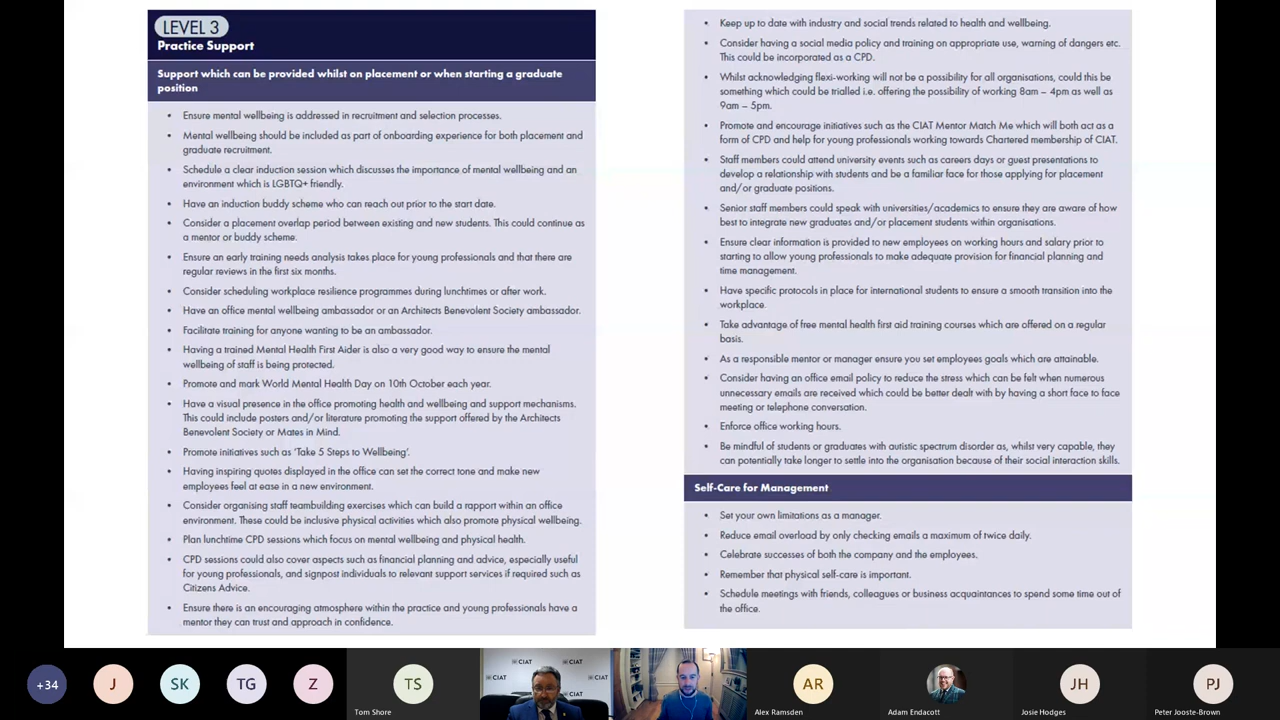 LEVEL 3
Practice Support
Support which can be provided whilst on placement or when starting a graduate
position
• Ensure mental wellbeing is addressed in recruitment and selection processes.
• Mental wellbeing should be included as part of onboarding experience for both placement and
graduate recruitment.
• Schedule a clear induction session which discusses the importance of mental wellbeing and an
environment which is LGBTQ+ friendly.
• Have an induction buddy scheme who can reach out prior to the start date.
• Consider a placement overlap period between existing and new students. This could continue as
a mentor or buddy scheme.
• Ensure an early training needs analysis takes place for young professionals and that there are
regular reviews in the first six months.
• Consider scheduling workplace resilience programmes during lunchtimes or after work.
• Have an office mental wellbeing ambassador or an Architects Benevolent Society ambassador.
• Facilitate training for anyone wanting to be an ambassador.
• Having a trained Mental Health First Aider is also a very good way to ensure the mental
wellbeing of staff is being protected.
• Promote and mark World Mental Health Day on 10th October each year.
• Have a visual presence in the office promoting health and wellbeing and support mechanisms.
This could include posters and/or literature promoting the support offered by the Architects
Benevolent Society or Mates in Mind.
• Promote initiatives such as 'Take 5 Steps to Wellbeing'.
• Having inspiring quotes displayed in the office can set the correct tone and make new
employees feel at ease in a new environment.
• Consider organising staff teambuilding exercises which can build a rapport within an office
environment. These could be inclusive physical activities which also promote physical wellbeing.
• Plan lunchtime CPD sessions which focus on mental wellbeing and physical health.
• CPD sessions could also cover aspects such as financial planning and advice, especially useful
for young professionals, and signpost individuals to relevant support services if required such as
Citizens Advice.
• Ensure there is an encouraging atmosphere within the practice and young professionals have a
mentor they can trust and approach in confidence.
• Keep up to date with industry and social trends related to health and wellbeing.
• Consider having a social media policy and training on appropriate use, warning of dangers etc.
This could be incorporated as a CPD.
• Whilst acknowledging flexi-working will not be a possibility for all organisations, could this be
something which could be trialled i.e. offering the possibility of working 8am – 4pm as well as
9am – 5pm.
• Promote and encourage initiatives such as the CIAT Mentor Match Me which will both act as a
form of CPD and help for young professionals working towards Chartered membership of CIAT.
• Staff members could attend university events such as careers days or guest presentations to
develop a relationship with students and be a familiar face for those applying for placement
and/or graduate positions.
• Senior staff members could speak with universities/academics to ensure they are aware of how
best to integrate new graduates and/or placement students within organisations.
• Ensure clear information is provided to new employees on working hours and salary prior to
starting to allow young professionals to make adequate provision for financial planning and
time management.
• Have specific protocols in place for international students to ensure a smooth transition into the
workplace.
• Take advantage of free mental health first aid training courses which are offered on a regular
basis.
• As a responsible mentor or manager ensure you set employees goals which are attainable.
• Consider having an office email policy to reduce the stress which can be felt when numerous
unnecessary emails are received which could be better dealt with by having a short face to face
meeting or telephone conversation.
• Enforce office working hours.
• Be mindful of students or graduates with autistic spectrum disorder as, whilst very capable, they
can potentially take longer to settle into the organisation because of their social interaction skills.
Self-Care for Management
• Set your own limitations as a manager.
• Reduce email overload by only checking emails a maximum of twice daily.
• Celebrate successes of both the company and the employees.
• Remember that physical self-care is important.
• Schedule meetings with friends, colleagues or business acquaintances to spend some time out of
the office.
+34
J
SK
TG
Z
TS
Tom Shore
CIAT
CIAT
CIAT
CIAT
CIAT
AR
Alex Ramsden
Adam Endacott
JH
Josie Hodges
PJ
Peter Jooste-Brown